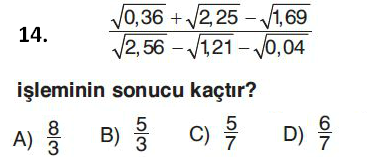 14. (√0,36 + √2,25 − √1,69) / (√2,56 − √1,21 − √0,04)
işleminin sonucu kaçtır?
A) 8/3 B) 5/3 C) 5/7 D) 6/7